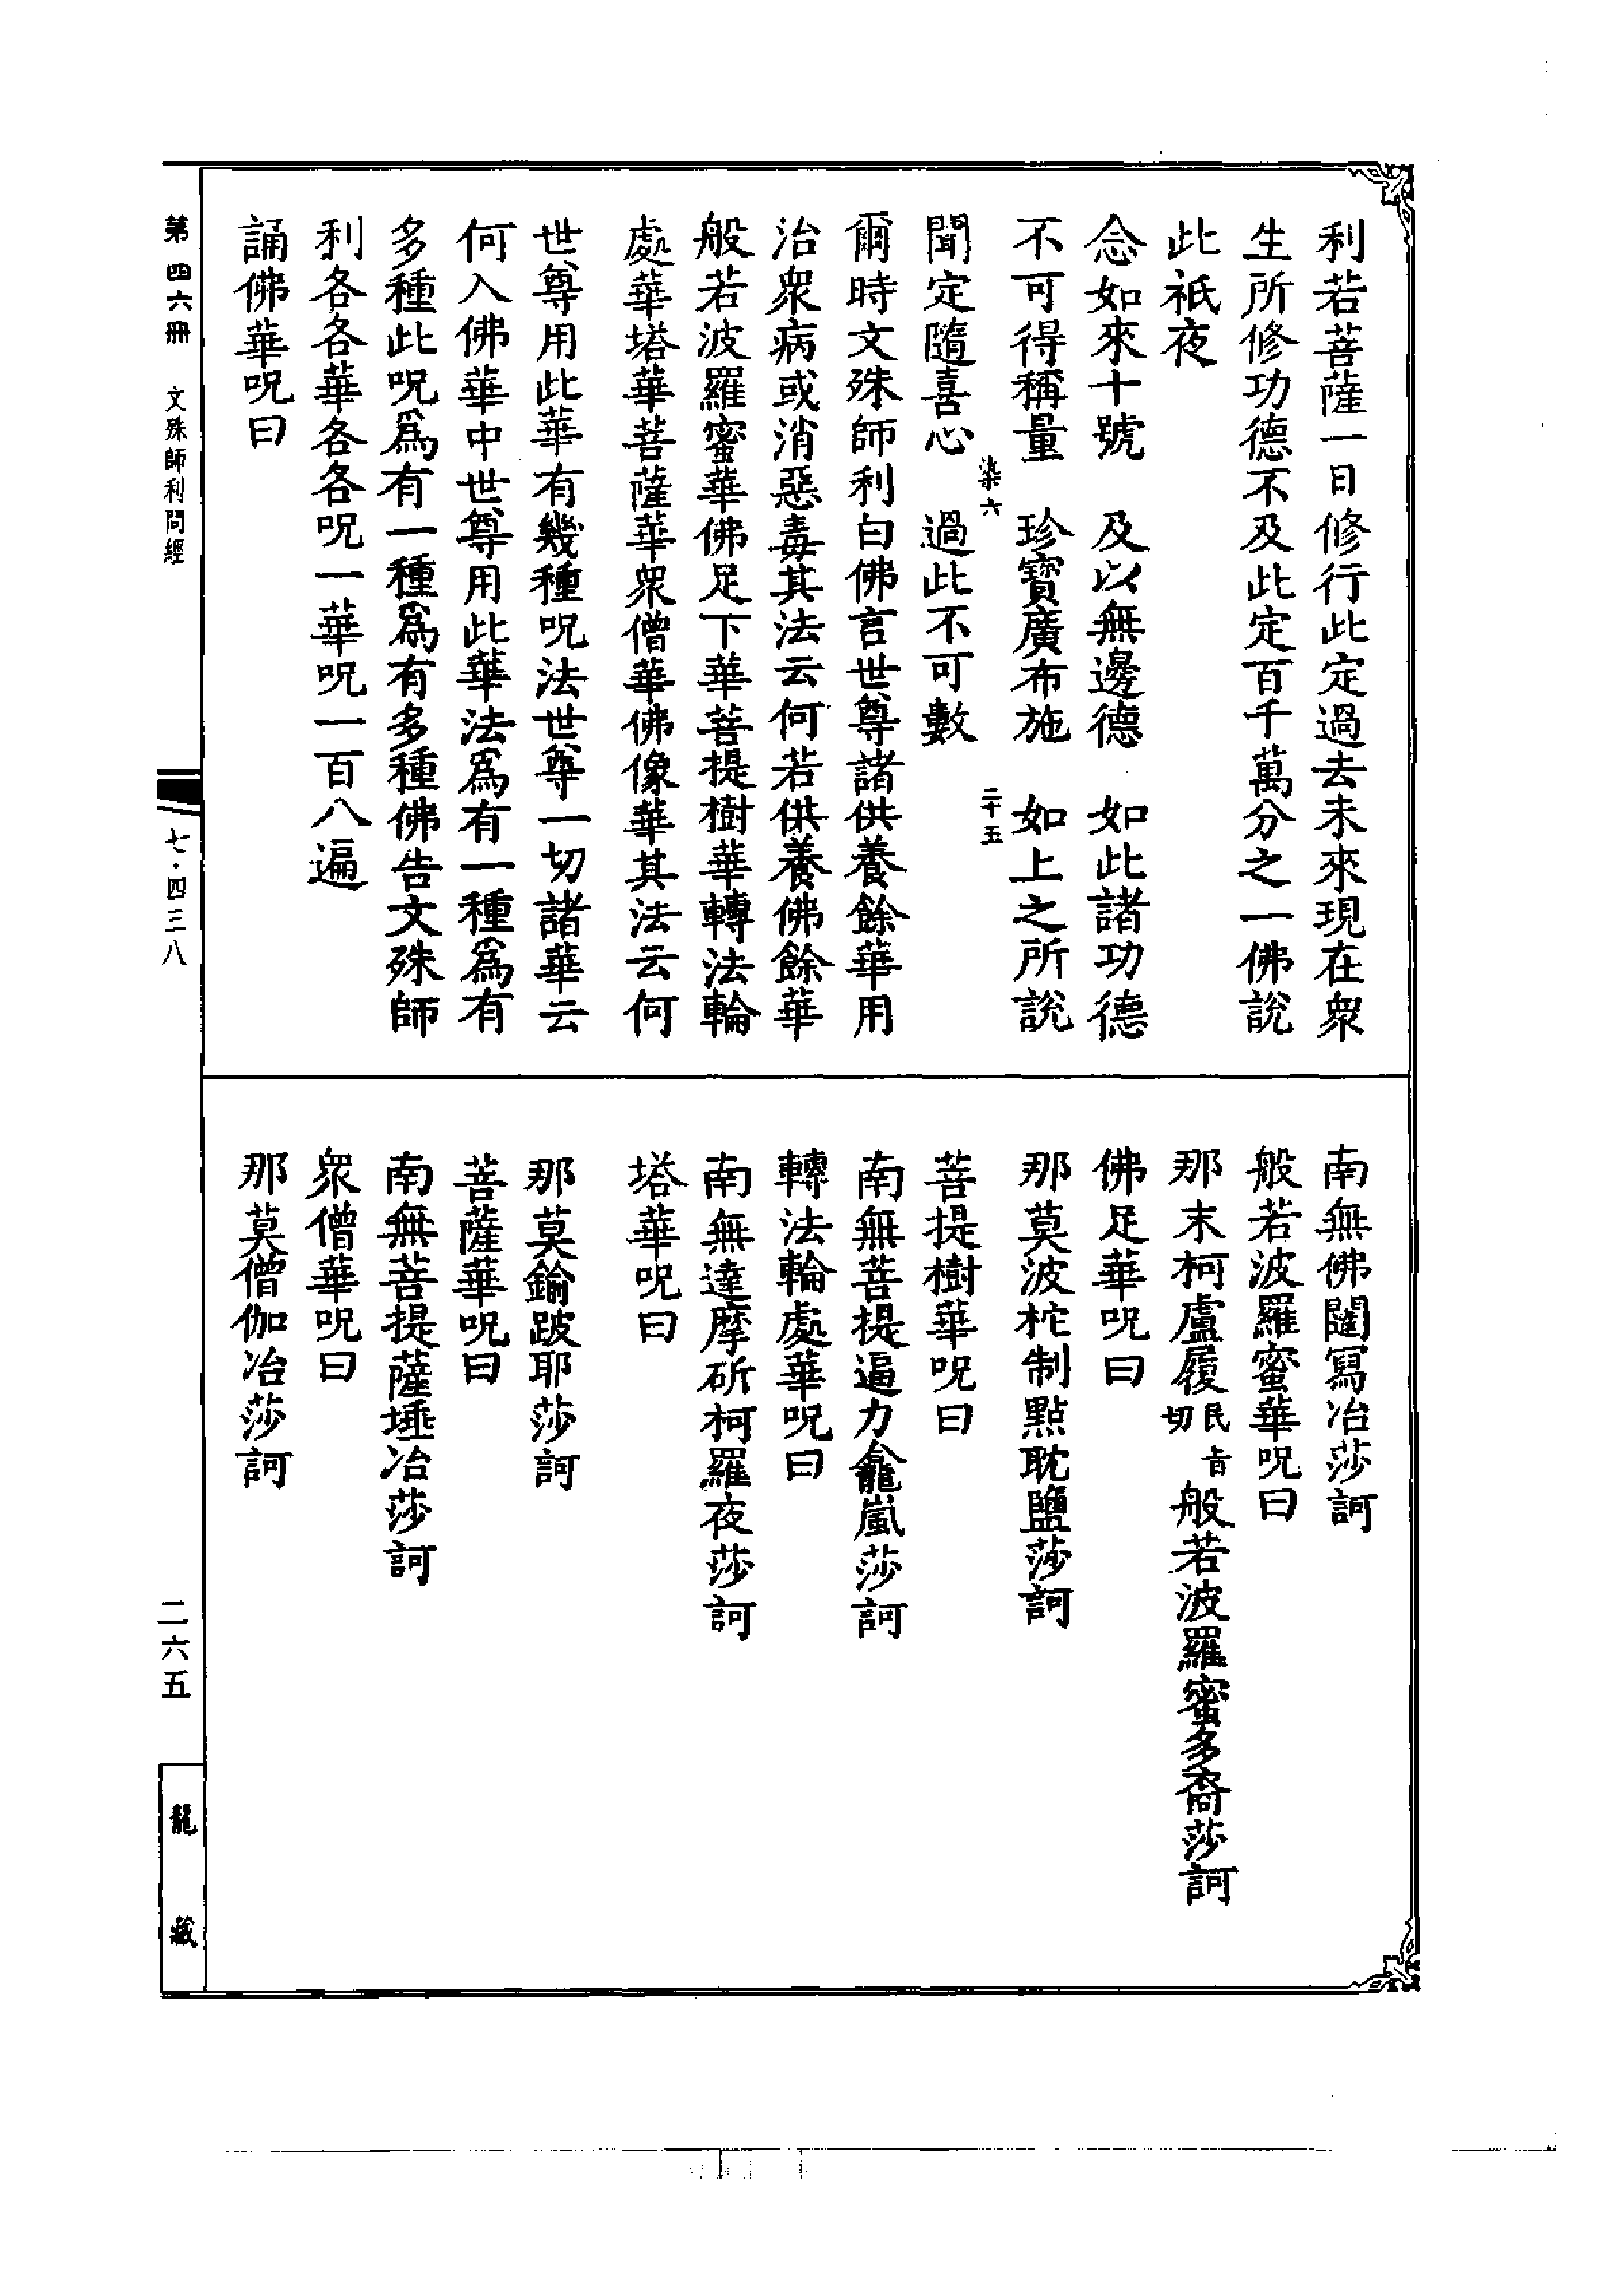 利若菩薩一日修行此定過去未來現在眾
生所修功德不及此定百千萬分之一佛說
此祇夜
念如來十號　及以無邊德　如此諸功德
不可得稱量　珍寶廣布施　如上之所說
染六　二十五
聞定隨喜心　過此不可數
爾時文殊師利白佛言世尊諸供養餘華用
治眾病或消惡毒其法云何若供養佛餘華
般若波羅蜜華佛足下華菩提樹華轉法輪
處華塔華菩薩華眾僧華佛像華其法云何
世尊用此華有幾種呪法世尊一切諸華云
何入佛華中世尊用此華法為有一種為有
多種此呪為有一種為有多種佛告文殊師
利各各華各各呪一華呪一百八遍
誦佛華呪曰
南無佛闥寫冶莎訶
般若波羅蜜華呪曰
那末柯盧履民旨切般若波羅蜜多裔莎訶
佛足華呪曰
那莫波柁制點耽鹽莎訶
菩提樹華呪曰
南無菩提逼力龕嵐莎訶
轉法輪處華呪曰
南無達摩斫柯羅夜莎訶
塔華呪曰
那莫鍮跛耶莎訶
菩薩華呪曰
南無菩提薩埵冶莎訶
眾僧華呪曰
那莫僧伽冶莎訶
第四六冊　文殊師利問經
七・四三八
二六五
龍藏